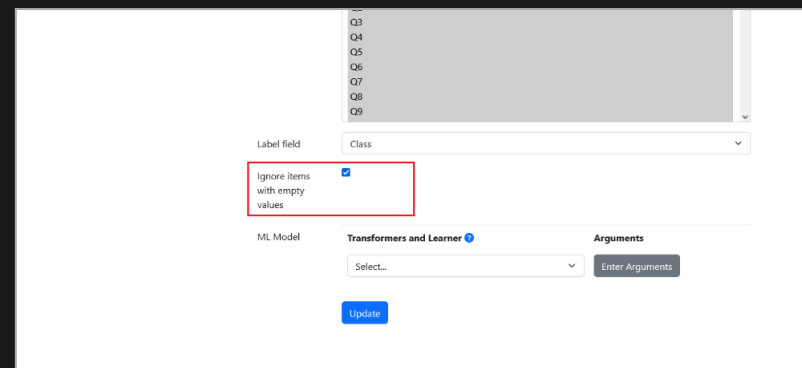 Q3
Q4
Q5
Q6
Q7
Q8
Q9
Label field
Class
Ignore items
with empty
values
ML Model
Transformers and Learner ?
Arguments
Select...
Enter Arguments
Update